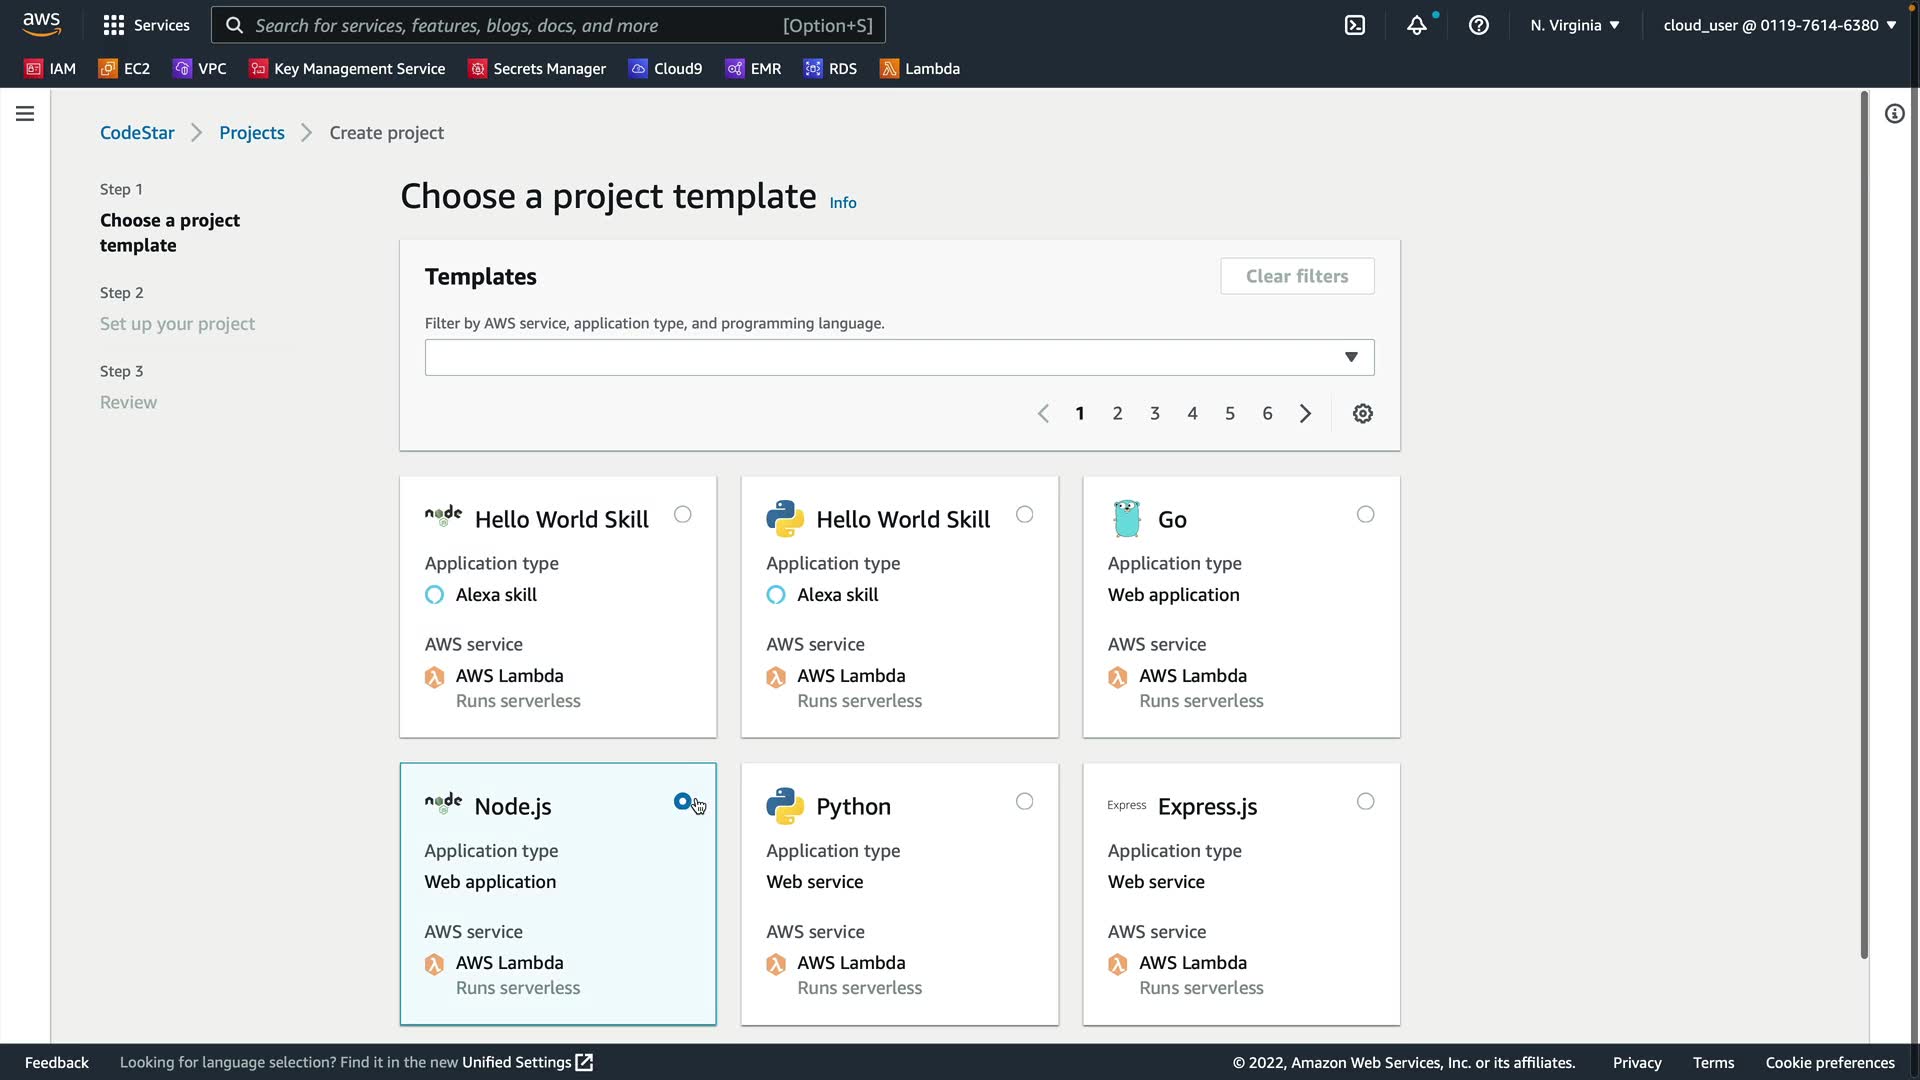 aws Services Search for services, features, blogs, docs, and more [Option+S] N. Virginia cloud_user @ 0119-7614-6380
IAM EC2 VPC Key Management Service Secrets Manager Cloud9 EMR RDS Lambda
CodeStar Projects Create project
Step 1
Choose a project
template
Step 2
Set up your project
Step 3
Review
Choose a project template Info
Templates Clear filters
Filter by AWS service, application type, and programming language.
1 2 3 4 5 6
node Hello World Skill
Application type
Alexa skill
AWS service
AWS Lambda
Runs serverless
Hello World Skill
Application type
Alexa skill
AWS service
AWS Lambda
Runs serverless
Go
Application type
Web application
AWS service
AWS Lambda
Runs serverless
node Node.js
Application type
Web application
AWS service
AWS Lambda
Runs serverless
Python
Application type
Web service
AWS service
AWS Lambda
Runs serverless
Express Express.js
Application type
Web service
AWS service
AWS Lambda
Runs serverless
Feedback Looking for language selection? Find it in the new Unified Settings © 2022, Amazon Web Services, Inc. or its affiliates. Privacy Terms Cookie preferences